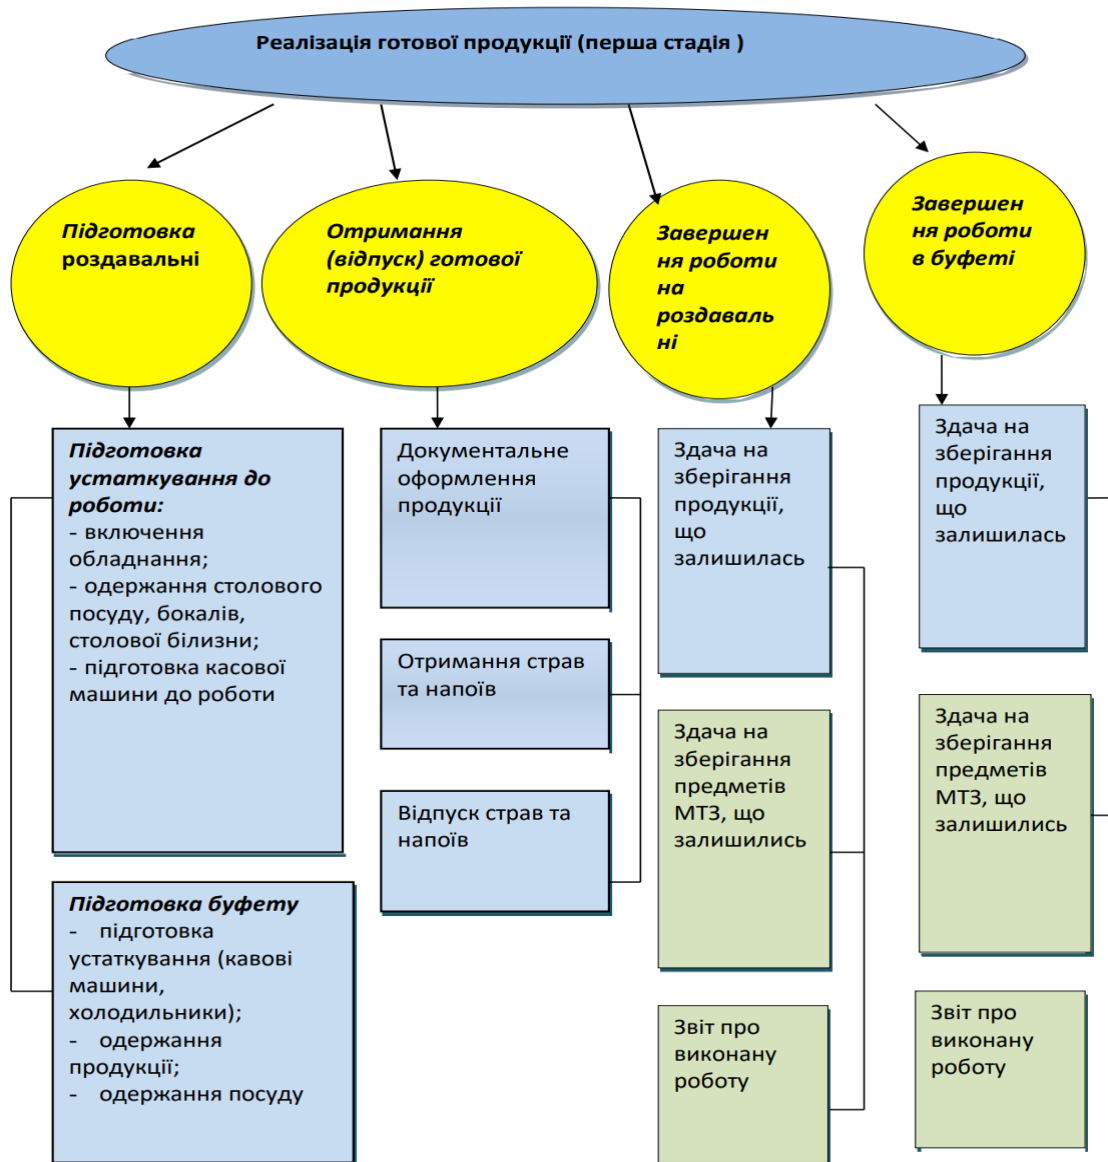 Реалізація готової продукції (перша стадія )
Підготовка
роздавальні
Отримання
(відпуск) готової
продукції
Завершен
ня роботи
на
роздаваль
ні
Завершен
ня роботи
в буфеті
Підготовка
устаткування до
роботи:
- включення
обладнання;
- одержання столового
посуду, бокалів,
столової білизни;
- підготовка касової
машини до роботи
Підготовка буфету
- підготовка
устаткування (кавові
машини,
холодильники);
- одержання
продукції;
- одержання посуду
Документальне
оформлення
продукції
Отримання страв
та напоїв
Відпуск страв та
напоїв
Здача на
зберігання
продукції,
що
залишилась
Здача на
зберігання
предметів
МТЗ, що
залишились
Звіт про
виконану
роботу
Здача на
зберігання
продукції,
що
залишилась
Здача на
зберігання
предметів
МТЗ, що
залишились
Звіт про
виконану
роботу